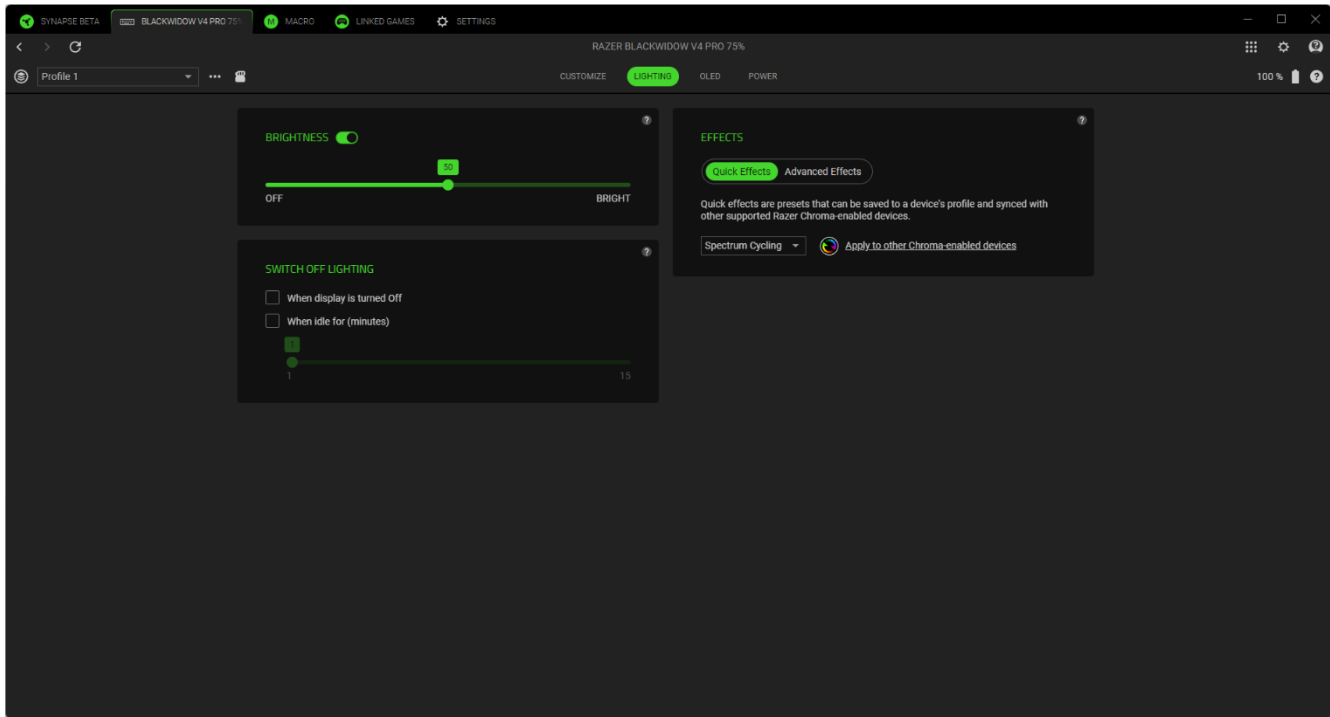 SYNAPSE BETA
BLACKWIDOW V4 PRO 75%
MACRO
LINKED GAMES
SETTINGS
RAZER BLACKWIDOW V4 PRO 75%
Profile 1
CUSTOMIZE
LIGHTING
OLED
POWER
100 %
BRIGHTNESS
50
OFF
BRIGHT
SWITCH OFF LIGHTING
When display is turned Off
When idle for (minutes)
1
1
15
EFFECTS
Quick Effects
Advanced Effects
Quick effects are presets that can be saved to a device's profile and synced with
other supported Razer Chroma-enabled devices.
Spectrum Cycling
Apply to other Chroma-enabled devices